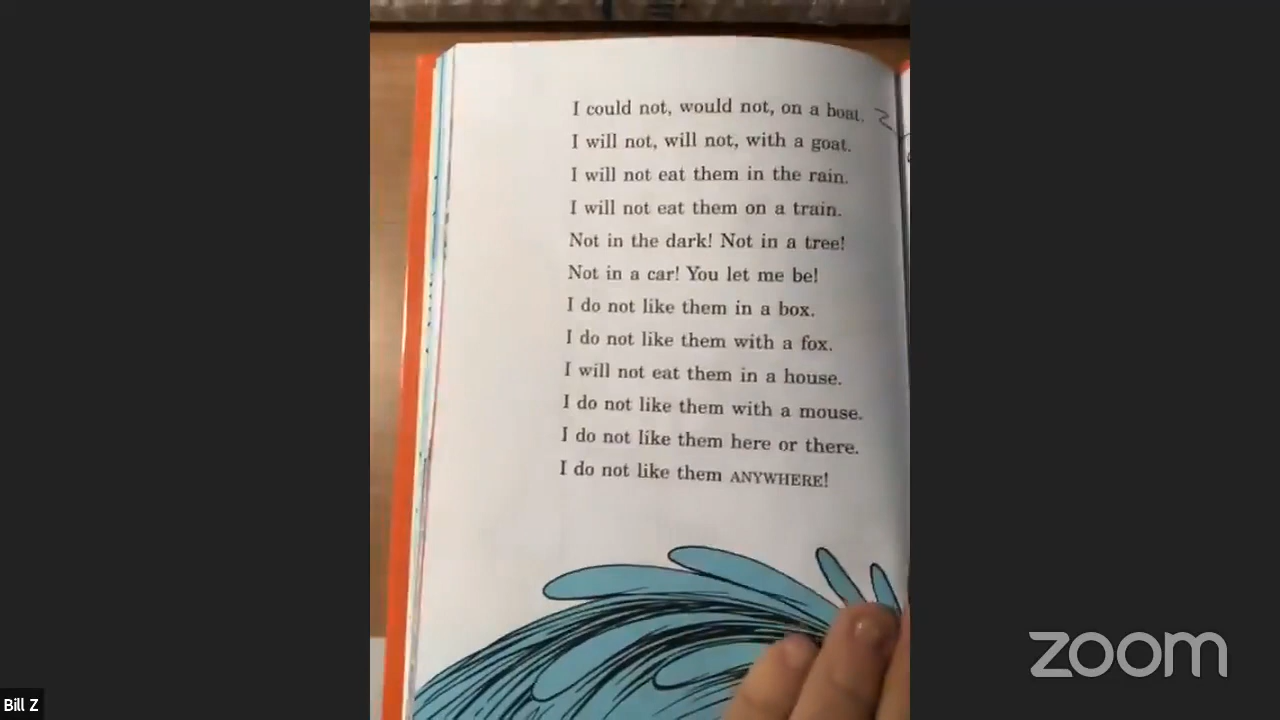 I could not, would not, on a boat.
I will not, will not, with a goat.
I will not eat them in the rain.
I will not eat them on a train.
Not in the dark! Not in a tree!
Not in a car! You let me be!
I do not like them in a box.
I do not like them with a fox.
I will not eat them in a house.
I do not like them with a mouse.
I do not like them here or there.
I do not like them ANYWHERE!
zoom
Bill Z